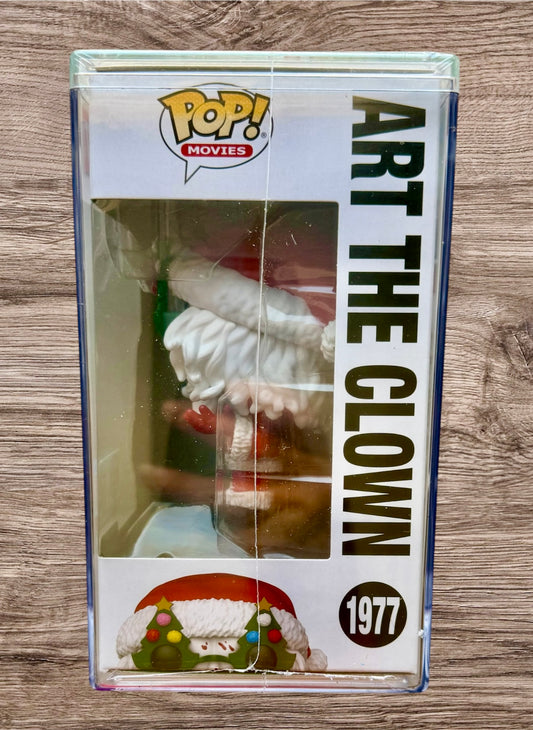 POP!
MOVIES
ART THE CLOWN
1977